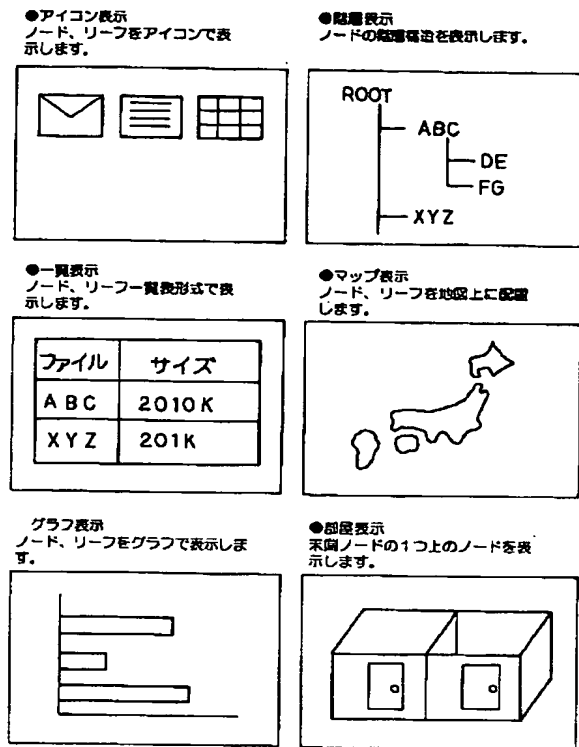 ●アイコン表示
ノード、リーフをアイコンで表
示します。
●階層表示
ノードの階層構造を表示します。
ROOT
ABC
DE
FG
XYZ
●一覧表示
ノード、リーフ一覧表形式で表
示します。
ファイル サイズ
ABC 2010K
XYZ 201K
●マップ表示
ノード、リーフを地図上に配置
します。
グラフ表示
ノード、リーフをグラフで表示しま
す。
●部屋表示
末端ノードの1つ上のノードを表
示します。